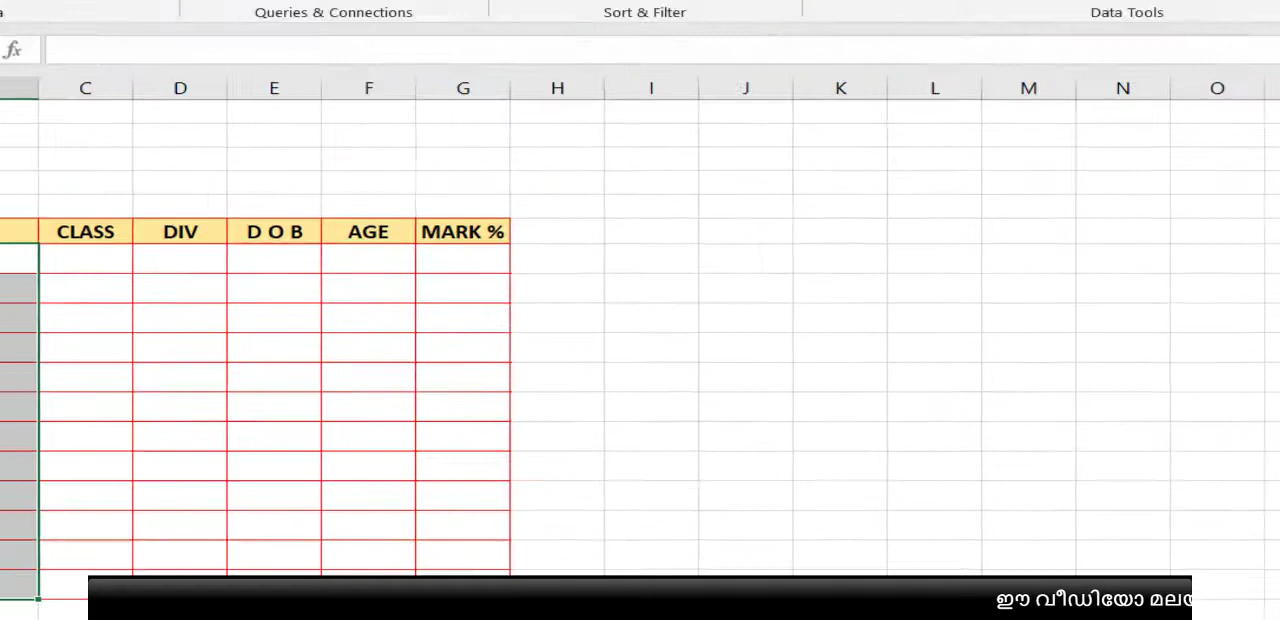 Queries & Connections Sort & Filter Data Tools
fx
C D E F G H I J K L M N O
CLASS DIV D O B AGE MARK %
ഈ വീഡിയോ